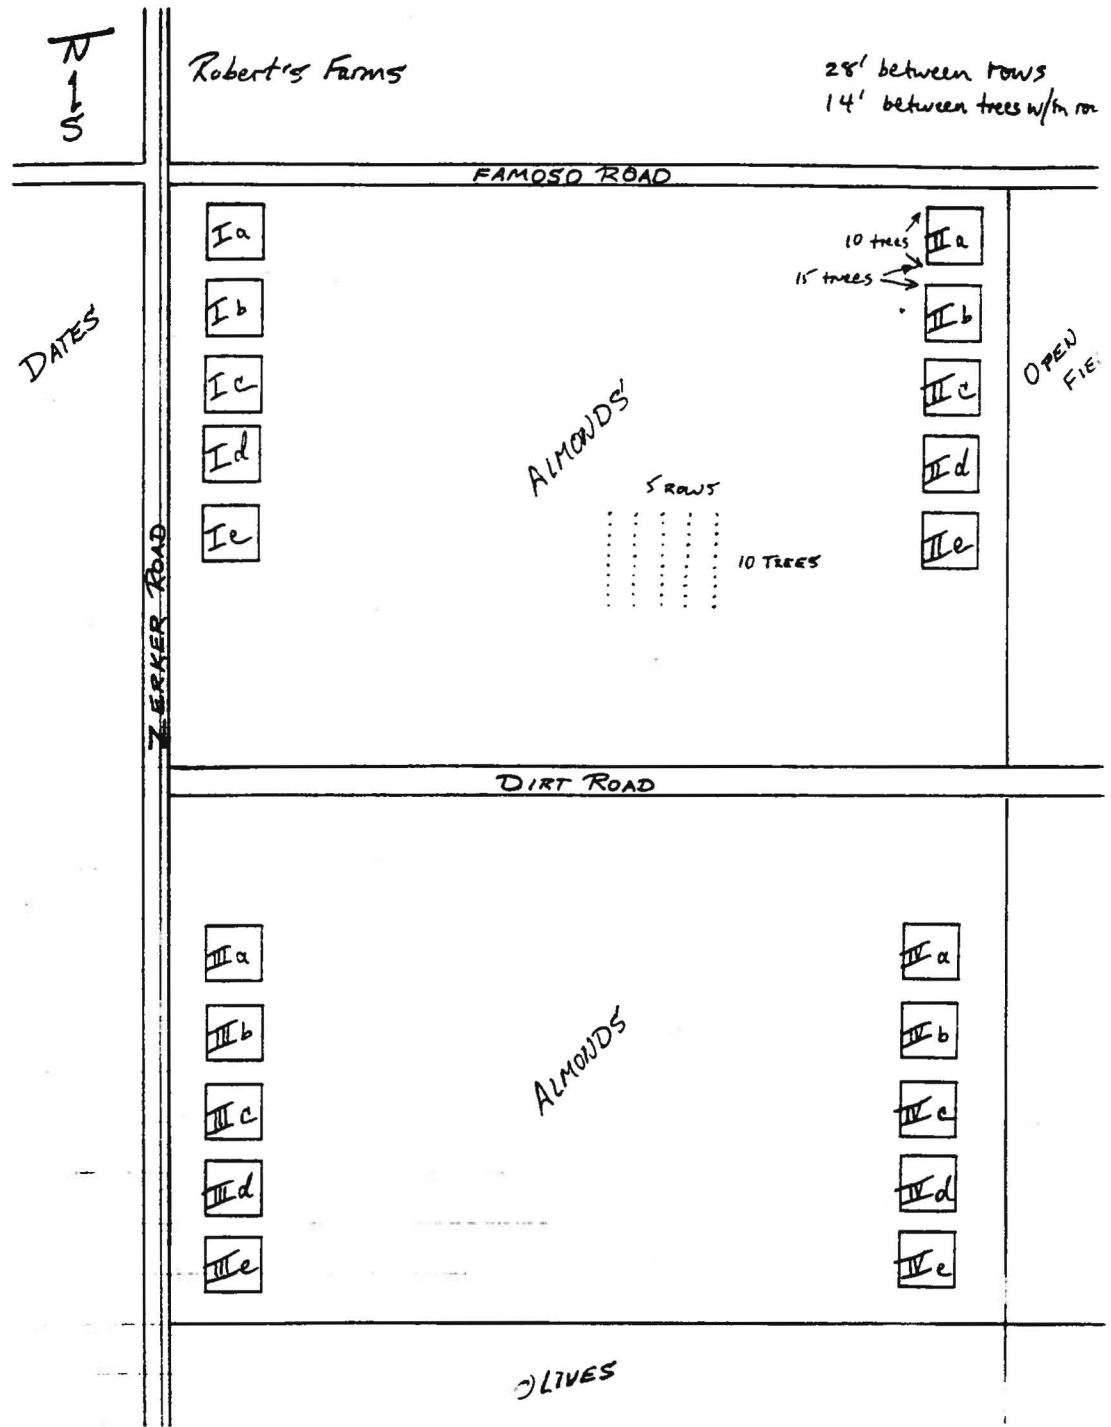 N
S
Robert's Farms
28' between rows
14' between trees w/in
FAMOSO ROAD
Ia
IIa
10 trees
15 trees
Ib
IIb
DATES
OPEN
Ic
IIc
ALMONDS
Id
IId
5 ROWS
Ie
IIe
10 TREES
ZERKER ROAD
DIRT ROAD
IIIa
IVa
IIIb
IVb
ALMONDS
IIIc
IVc
IIId
IVd
IIIe
IVe
OLIVES